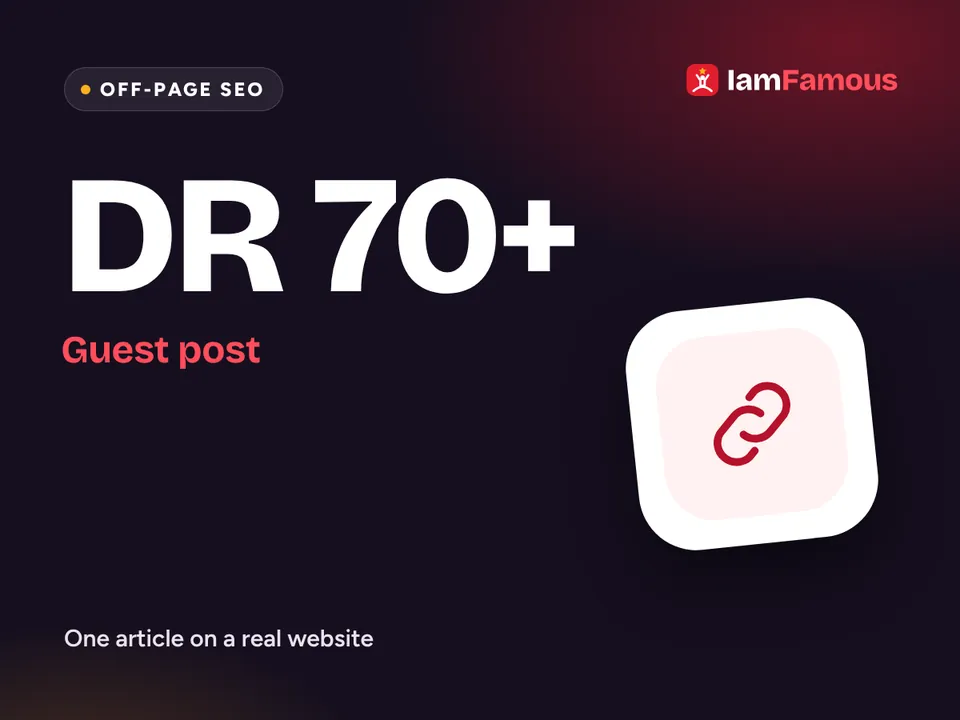 OFF-PAGE SEO
IamFamous
DR 70+
Guest post
One article on a real website